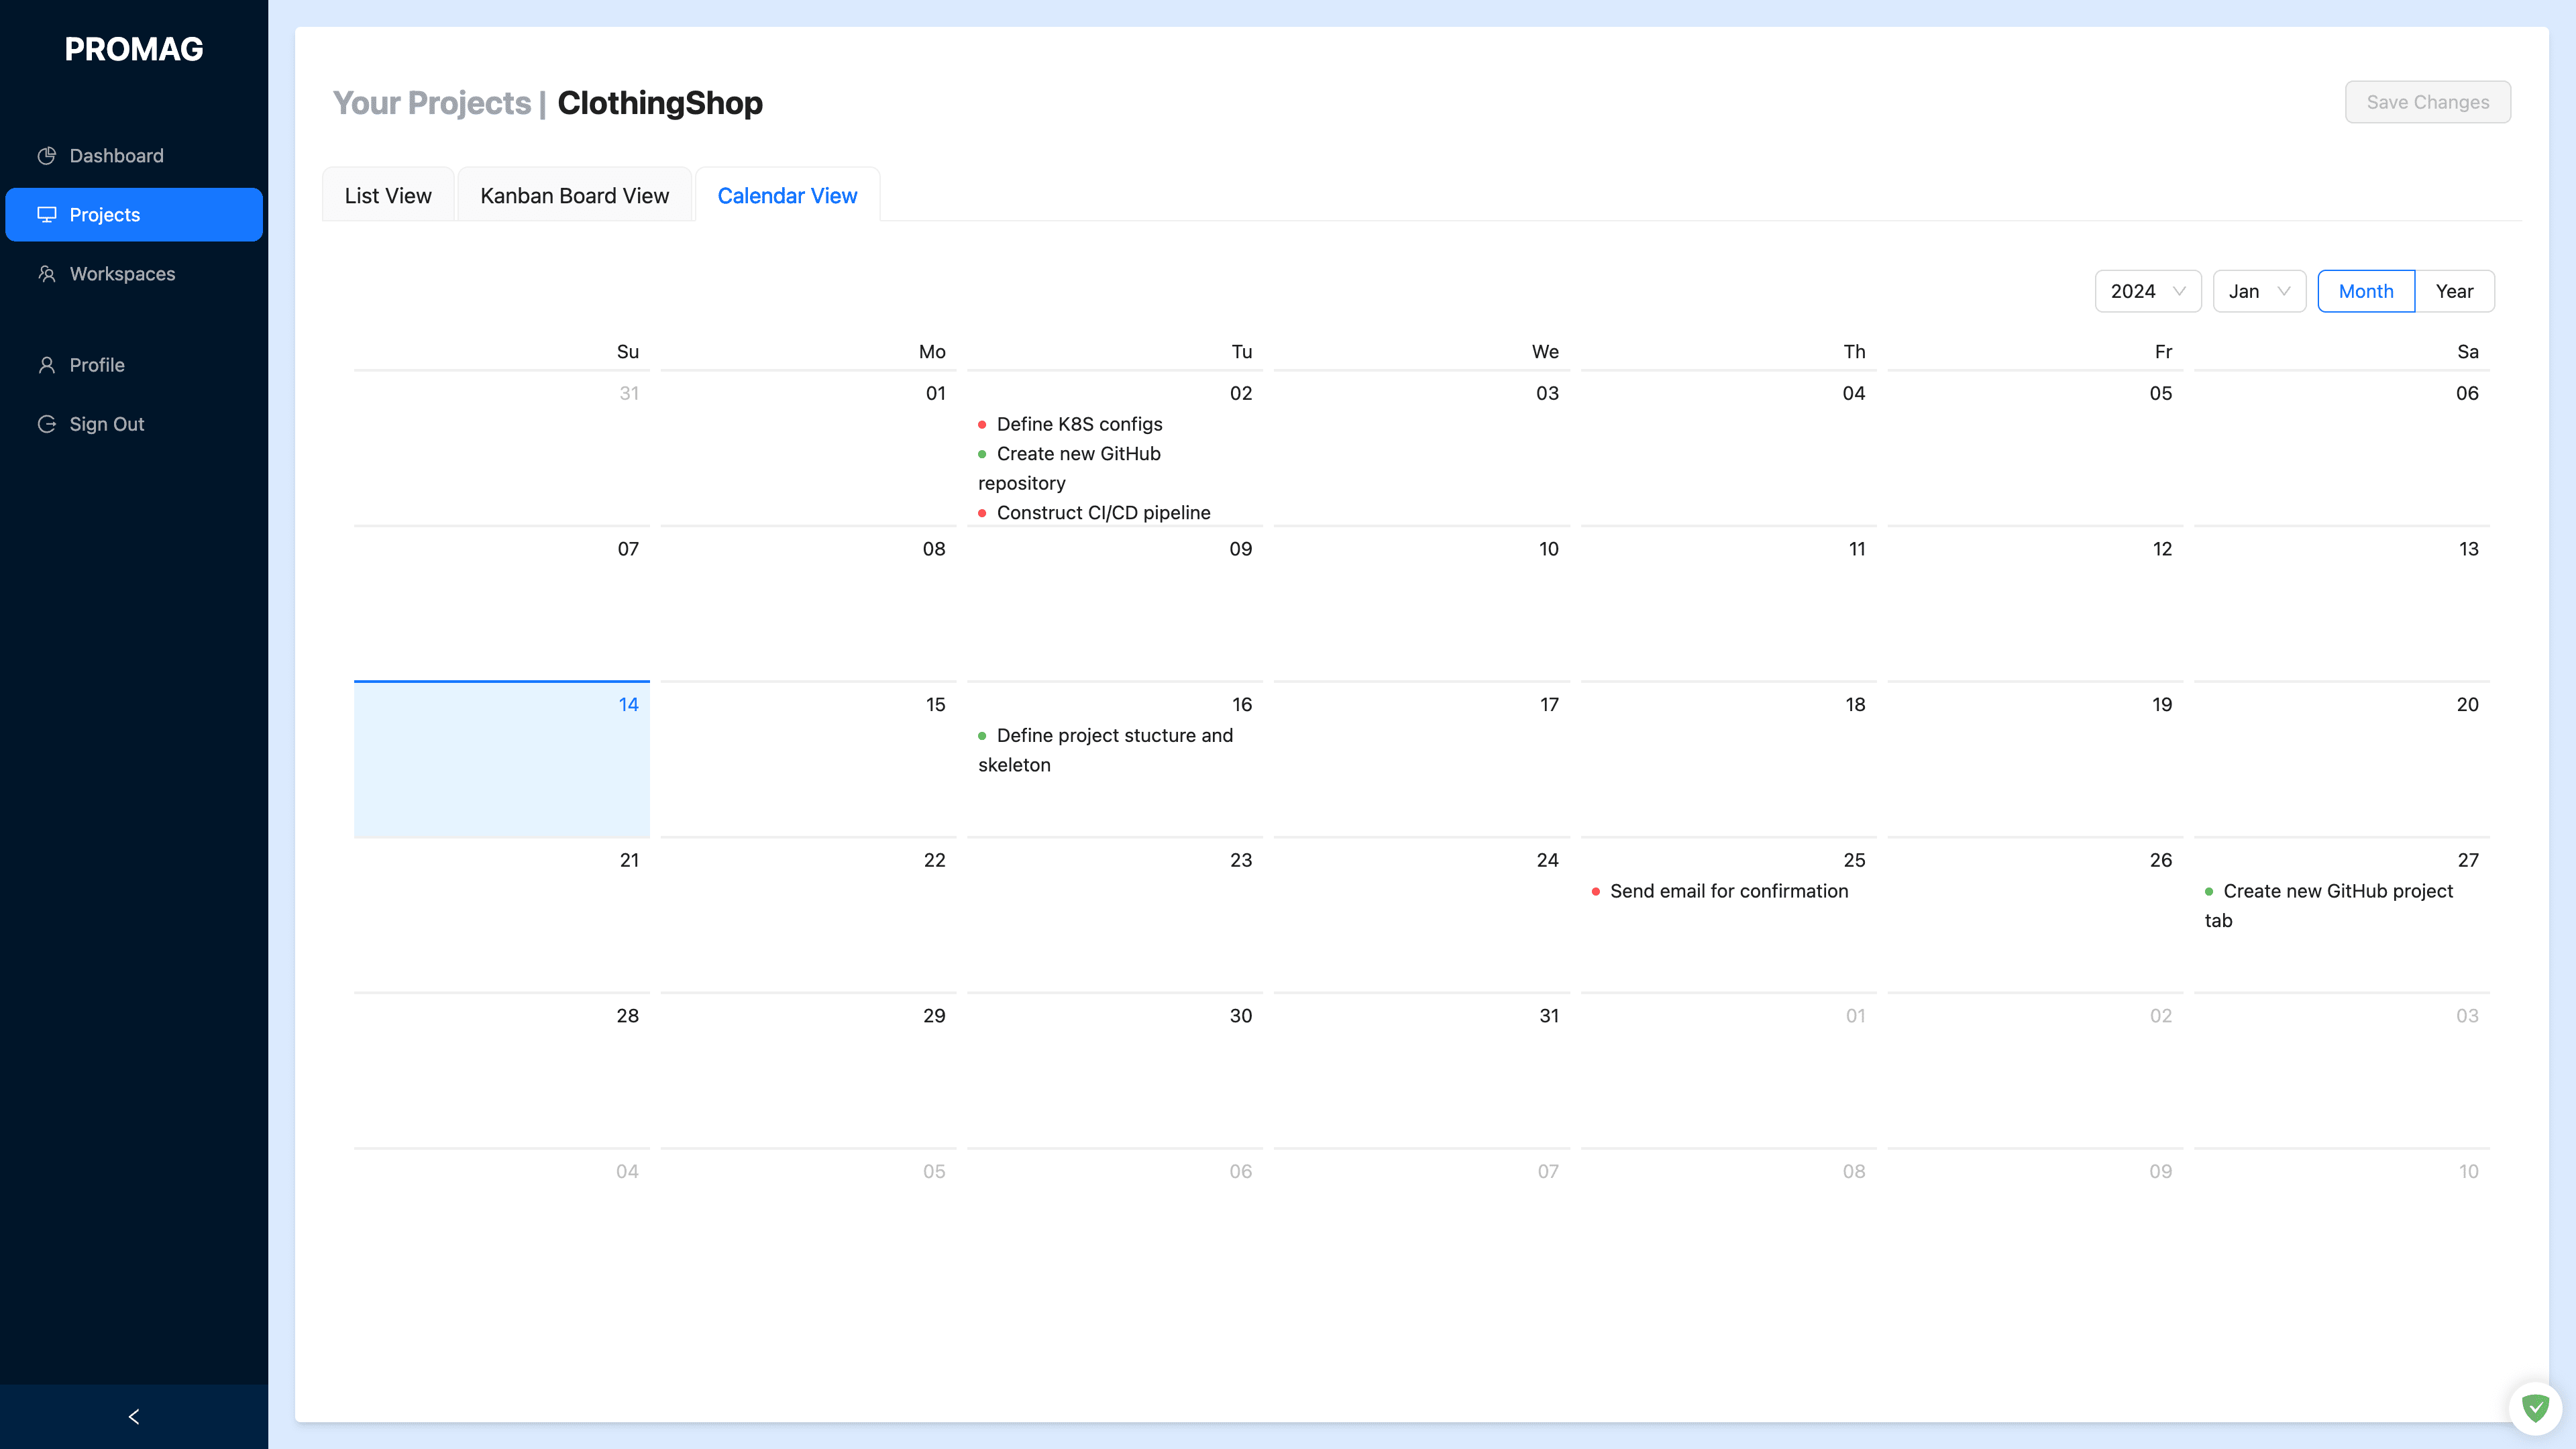 PROMAG
Dashboard
Projects
Workspaces
Profile
Sign Out
Your Projects | ClothingShop
Save Changes
List View Kanban Board View Calendar View
2024 Jan Month Year
Su Mo Tu We Th Fr Sa
31 01 02 03 04 05 06
Define K8S configs
Create new GitHub
repository
Construct CI/CD pipeline
07 08 09 10 11 12 13
14 15 16 17 18 19 20
Define project stucture and
skeleton
21 22 23 24 25 26 27
Send email for confirmation
Create new GitHub project
tab
28 29 30 31 01 02 03
04 05 06 07 08 09 10